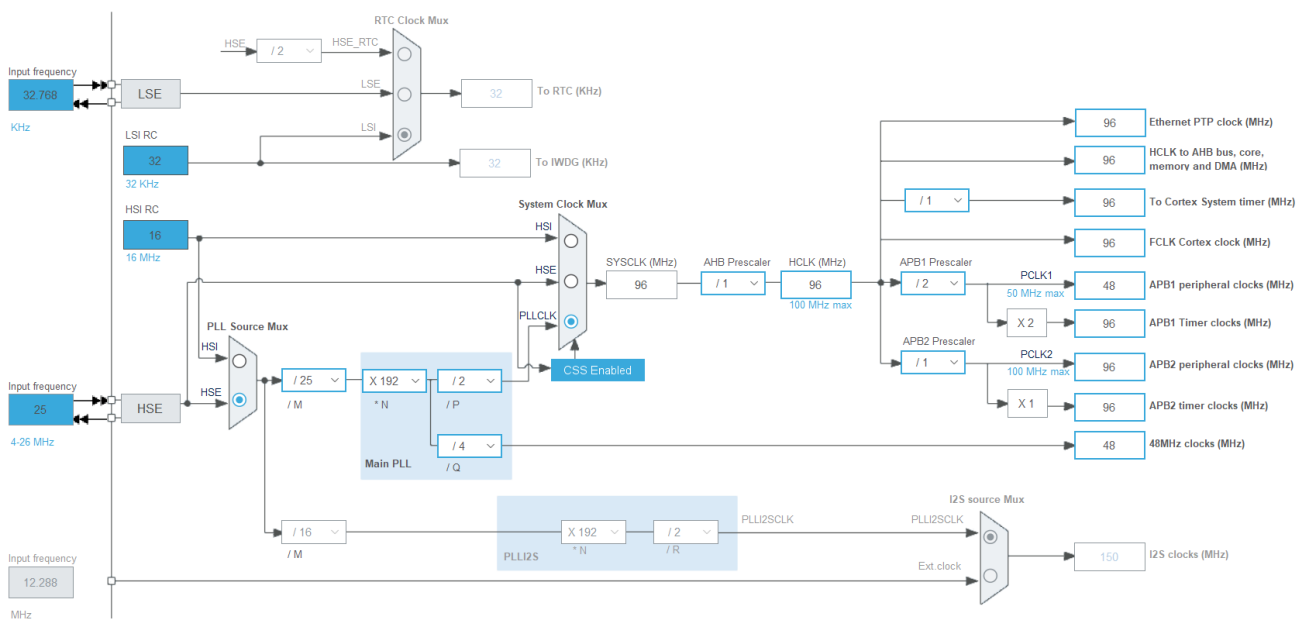 RTC Clock Mux
HSE
/ 2
HSE_RTC
Input frequency
32.768
KHz
LSE
LSE
32
To RTC (KHz)
LSI RC
LSI
32
32 KHz
32
To IWDG (KHz)
HSI RC
16
16 MHz
System Clock Mux
HSI
HSE
PLLCLK
SYSCLK (MHz)
96
AHB Prescaler
/ 1
HCLK (MHz)
96
100 MHz max
CSS Enabled
96
Ethernet PTP clock (MHz)
96
HCLK to AHB bus, core,
memory and DMA (MHz)
/ 1
96
To Cortex System timer (MHz)
96
FCLK Cortex clock (MHz)
APB1 Prescaler
/ 2
PCLK1
50 MHz max
48
APB1 peripheral clocks (MHz)
X 2
96
APB1 Timer clocks (MHz)
APB2 Prescaler
/ 1
PCLK2
100 MHz max
96
APB2 peripheral clocks (MHz)
X 1
96
APB2 timer clocks (MHz)
48
48MHz clocks (MHz)
PLL Source Mux
HSI
HSE
Input frequency
25
4-26 MHz
HSE
/ 25
/ M
X 192
* N
/ 2
/ P
/ 4
/ Q
Main PLL
/ 16
/ M
PLLI2S
X 192
* N
/ 2
/ R
PLLI2SCLK
I2S source Mux
PLLI2SCLK
Ext.clock
150
I2S clocks (MHz)
Input frequency
12.288
MHz